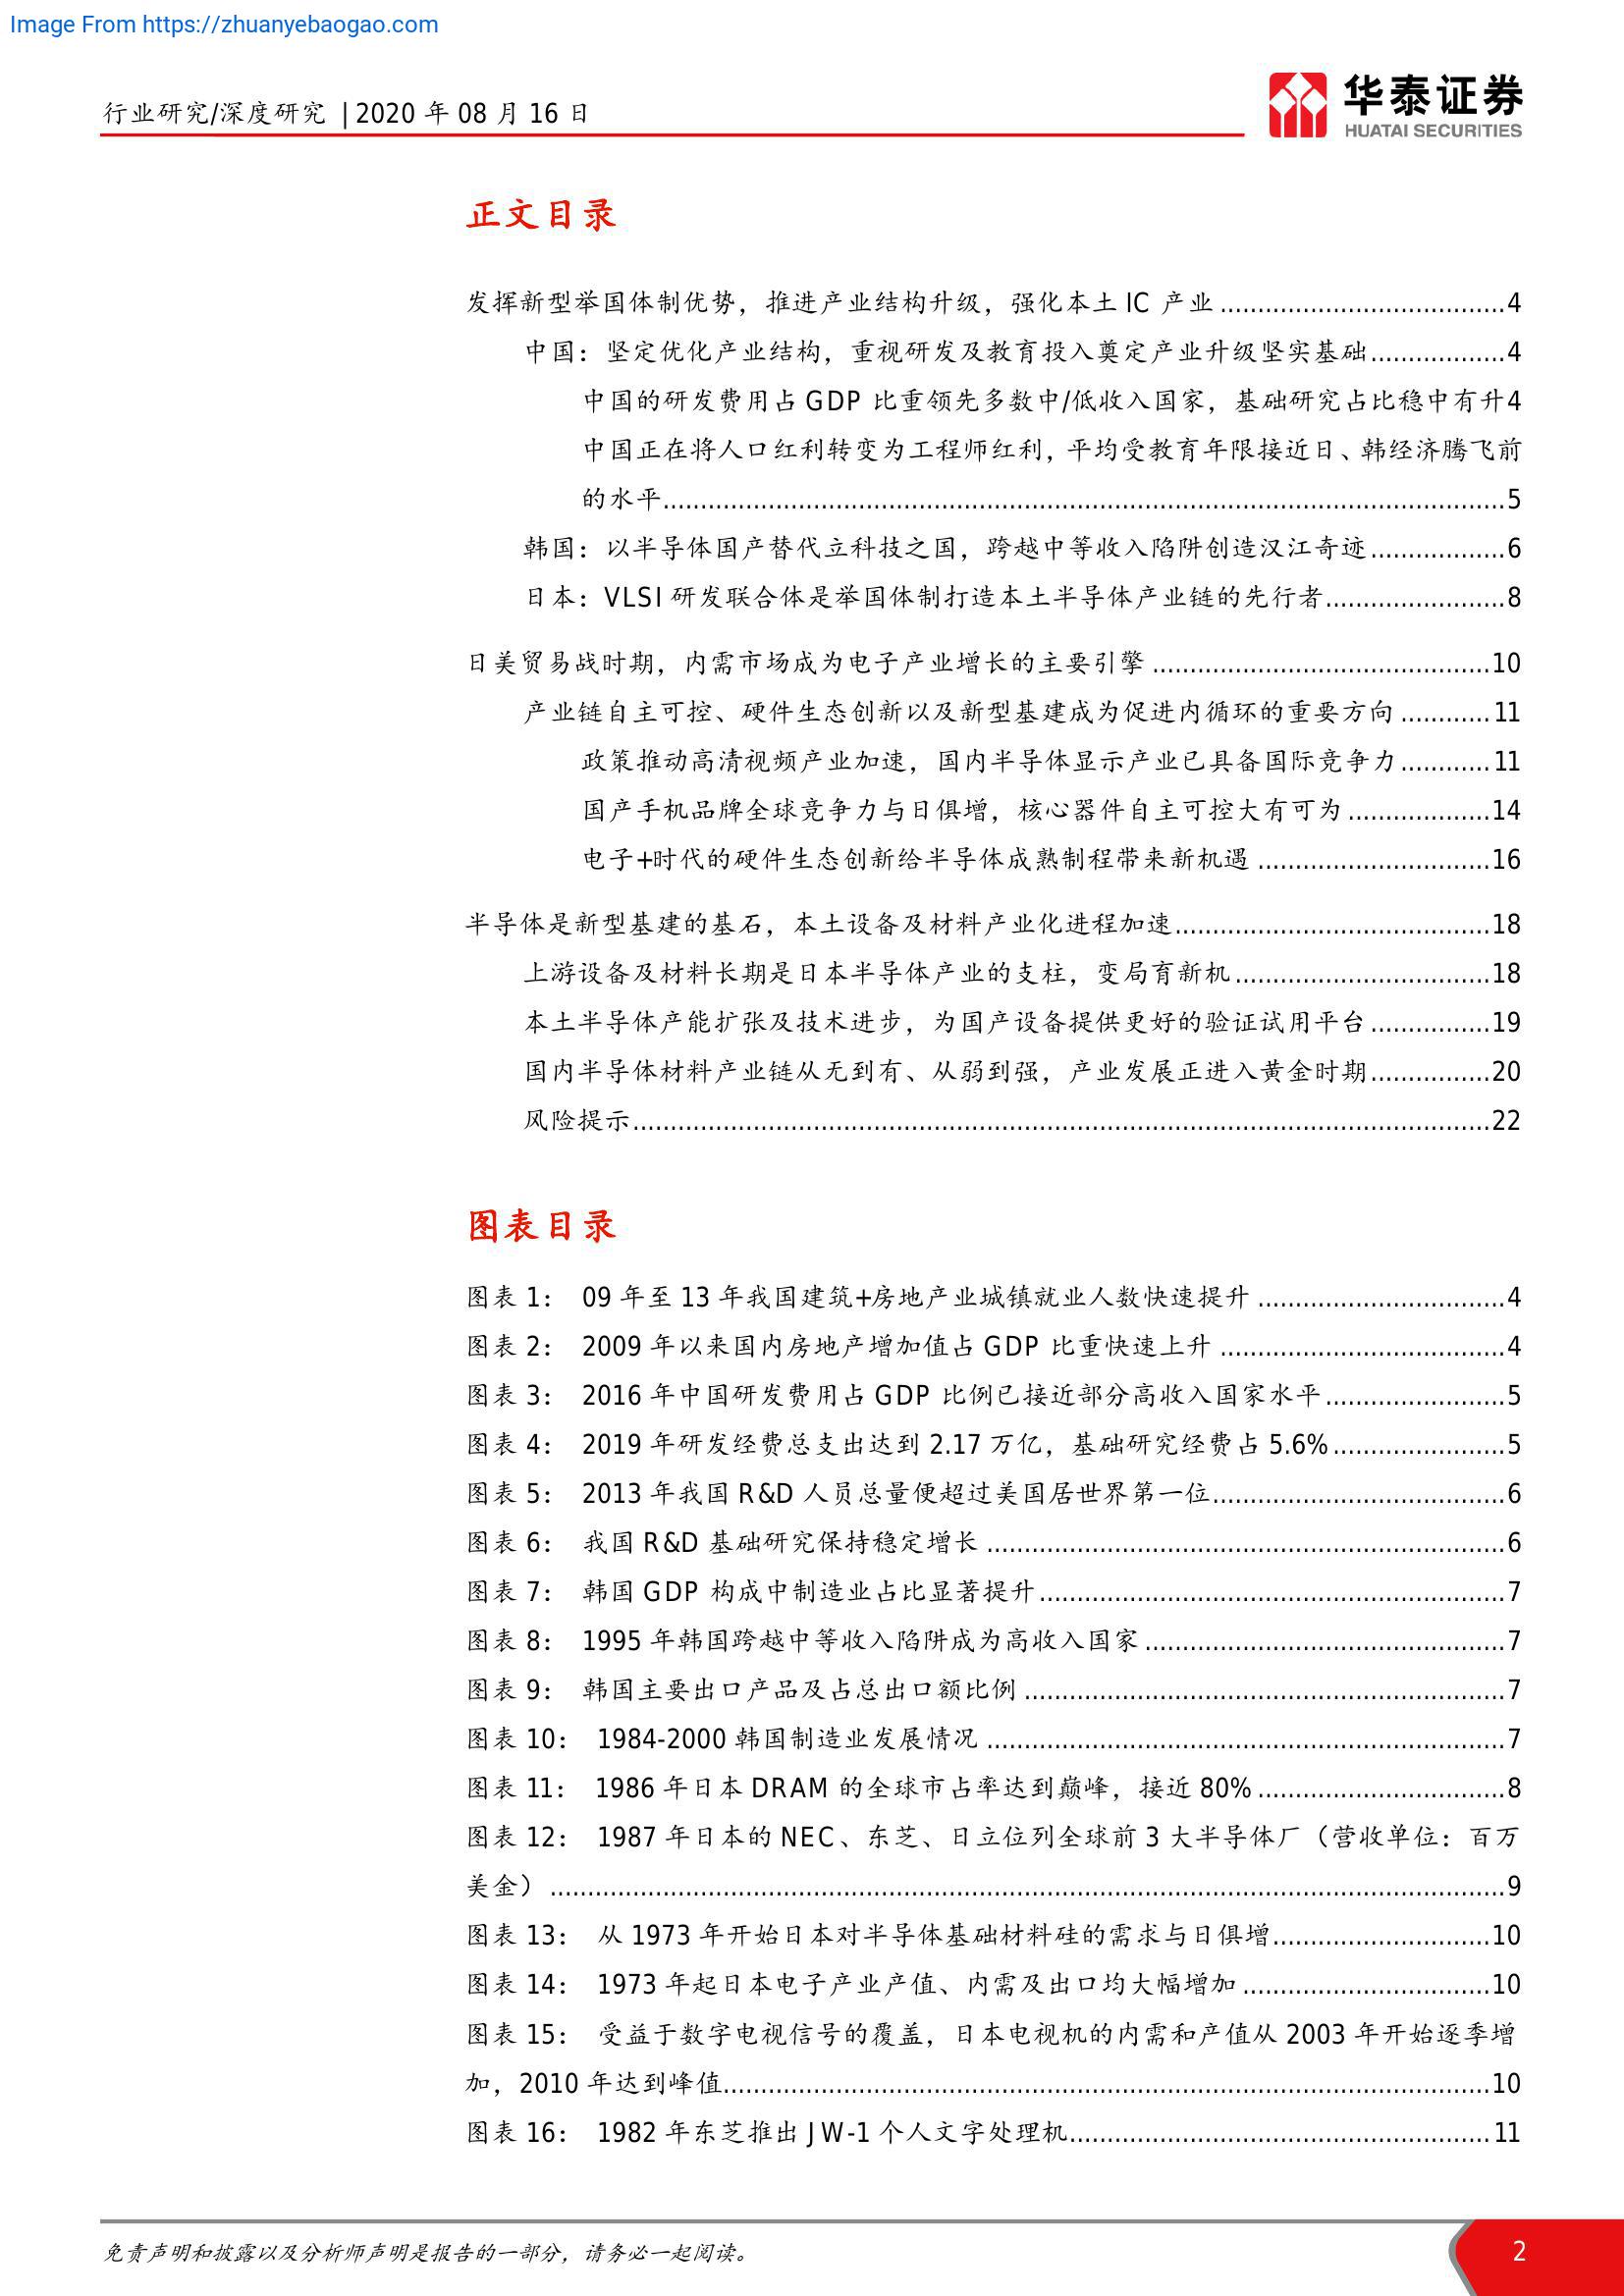 Image From https://zhuanyebaogao.com
行业研究/深度研究 | 2020 年 08 月 16 日
华泰证券
HUATAI SECURITIES
正文目录
发挥新型举国体制优势，推进产业结构升级，强化本土 IC 产业......................................4
中国：坚定优化产业结构，重视研发及教育投入奠定产业升级坚实基础................4
中国的研发费用占 GDP 比重领先多数中/低收入国家，基础研究占比稳中有升4
中国正在将人口红利转变为工程师红利，平均受教育年限接近日、韩经济腾飞前
的水平................................................................................................................5
韩国：以半导体国产替代立科技之国，跨越中等收入陷阱创造汉江奇迹..................6
日本：VLSI 研发联合体是举国体制打造本土半导体产业链的先行者........................8
日美贸易战时期，内需市场成为电子产业增长的主要引擎.............................................10
产业链自主可控、硬件生态创新以及新型基建成为促进内循环的重要方向............11
政策推动高清视频产业加速，国内半导体显示产业已具备国际竞争力............11
国产手机品牌全球竞争力与日俱增，核心器件自主可控大有可为...................14
电子+时代的硬件生态创新给半导体成熟制程带来新机遇...............................16
半导体是新型基建的基石，本土设备及材料产业化进程加速..........................................18
上游设备及材料长期是日本半导体产业的支柱，变局育新机..................................18
本土半导体产能扩张及技术进步，为国产设备提供更好的验证试用平台................19
国内半导体材料产业链从无到有、从弱到强，产业发展正进入黄金时期................20
风险提示..................................................................................................................22
图表目录
图表 1： 09 年至 13 年我国建筑+房地产业城镇就业人数快速提升.................................4
图表 2： 2009 年以来国内房地产增加值占 GDP 比重快速上升......................................4
图表 3： 2016 年中国研发费用占 GDP 比例已接近部分高收入国家水平........................5
图表 4： 2019 年研发经费总支出达到 2.17 万亿，基础研究经费占 5.6%.......................5
图表 5： 2013 年我国 R&D 人员总量便超过美国居世界第一位.......................................6
图表 6： 我国 R&D 基础研究保持稳定增长.....................................................................6
图表 7： 韩国 GDP 构成中制造业占比显著提升..............................................................7
图表 8： 1995 年韩国跨越中等收入陷阱成为高收入国家................................................7
图表 9： 韩国主要出口产品及占总出口额比例................................................................7
图表 10： 1984-2000 韩国制造业发展情况.....................................................................7
图表 11： 1986 年日本 DRAM 的全球市占率达到巅峰，接近 80%.................................8
图表 12： 1987 年日本的 NEC、东芝、日立位列全球前 3 大半导体厂（营收单位：百万
美金）...............................................................................................................................9
图表 13： 从 1973 年开始日本对半导体基础材料硅的需求与日俱增.............................10
图表 14： 1973 年起日本电子产业产值、内需及出口均大幅增加.................................10
图表 15： 受益于数字电视信号的覆盖，日本电视机的内需和产值从 2003 年开始逐季增
加，2010 年达到峰值......................................................................................................10
图表 16： 1982 年东芝推出 JW-1 个人文字处理机........................................................11
免责声明和披露以及分析师声明是报告的一部分，请务必一起阅读。
2